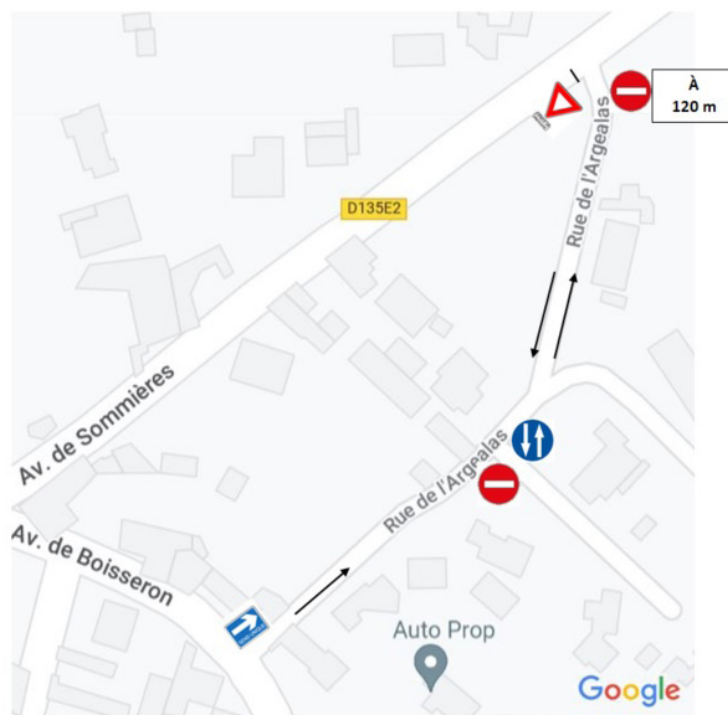 À
120 m
Rue de l'Argealas
D135E2
Av. de Sommières
Rue de l'Argealas
Av. de Boisseron
Auto Prop
Google